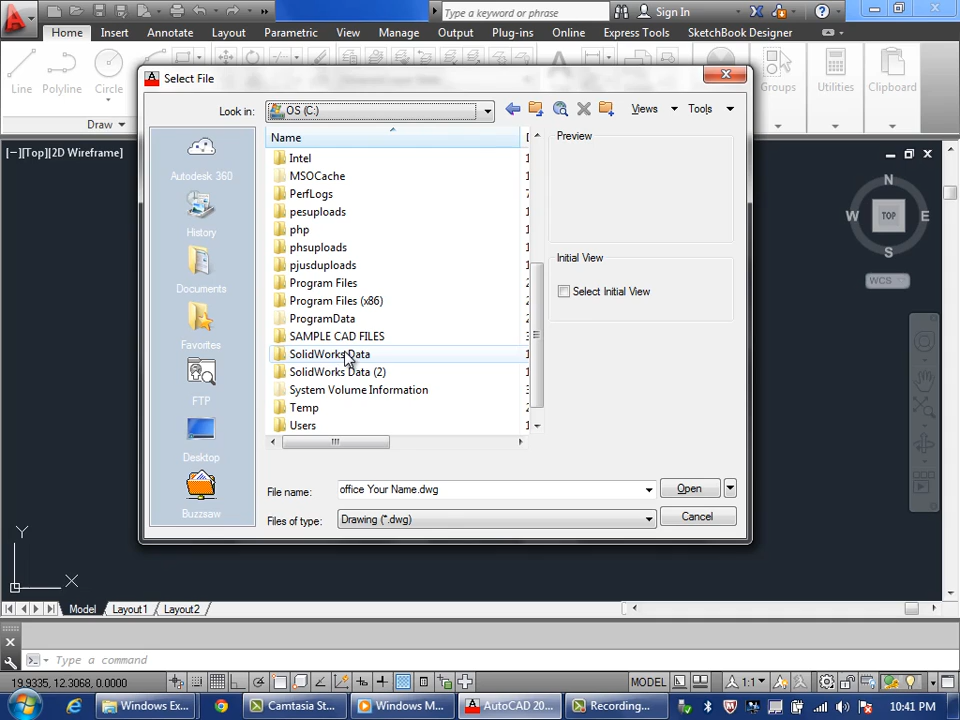 Type a keyword or phrase
Sign In
Home Insert Annotate Layout Parametric View Manage Output Plug-ins Online Express Tools SketchBook Designer
Line Polyline Circle
Groups Utilities Clipboard
Draw
Select File
Look in: OS (C:) Views Tools
[−][Top][2D Wireframe]
Name
Preview
Autodesk 360
History
Documents
Favorites
FTP
Desktop
Buzzsaw
Intel
MSOCache
PerfLogs
pesuploads
php
phsuploads
pjusduploads
Program Files
Program Files (x86)
ProgramData
SAMPLE CAD FILES
SolidWorks Data
SolidWorks Data (2)
System Volume Information
Temp
Users
Initial View
Select Initial View
File name: office Your Name.dwg Open
Files of type: Drawing (*.dwg) Cancel
N
W TOP E
S
WCS
Y
X
Model Layout1 Layout2
Type a command
19.9335, 12.3068, 0.0000 MODEL 1:1
Windows Ex... Camtasia St... Windows M... AutoCAD 20... Recording... 10:41 PM